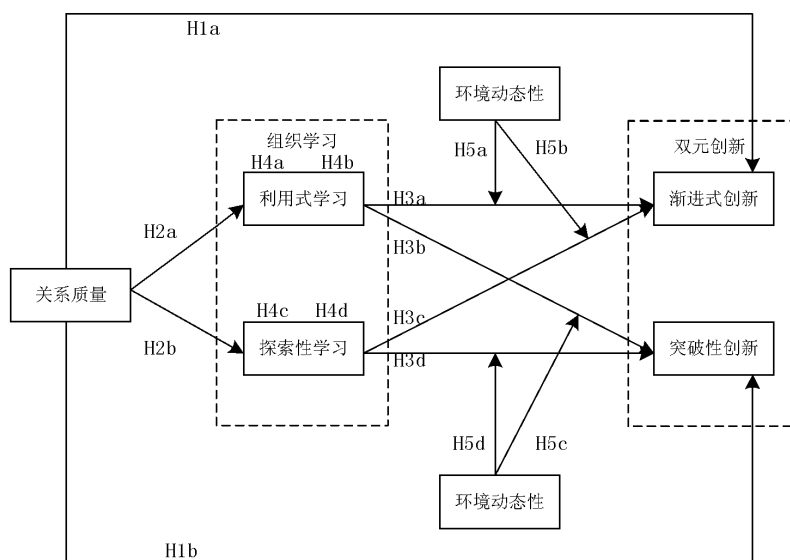 H1a
环境动态性
组织学习
H4a
H4b
H5a
H5b
双元创新
利用式学习
H3a
渐进式创新
H2a
H3b
关系质量
H4c
H4d
H3c
H2b
探索性学习
H3d
突破性创新
H5d
H5c
环境动态性
H1b